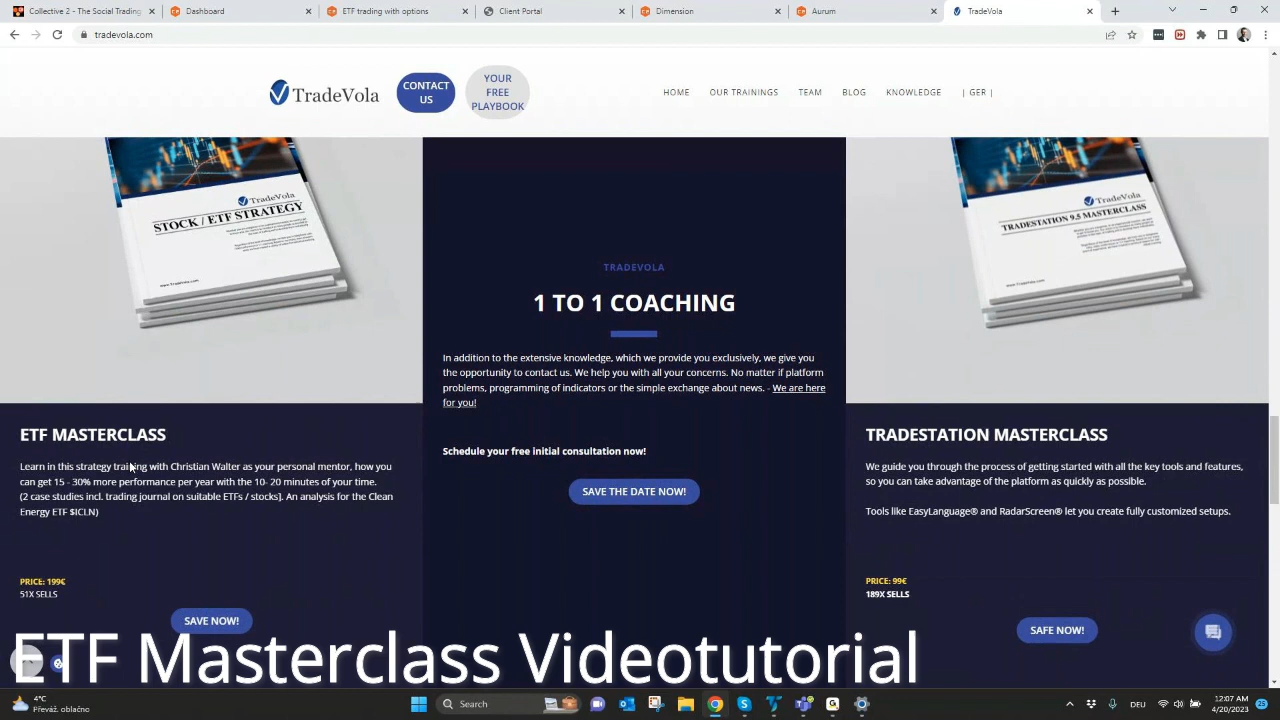 Collective 2 - The Social Trading
Dashboard
ETF trading with options
Client Portal
Dimension
Aurum
TradeVola
tradevola.com
TradeVola
CONTACT
US
YOUR
FREE
PLAYBOOK
HOME
OUR TRAININGS
TEAM
BLOG
KNOWLEDGE
| GER |
TradeVola
STOCK / ETF STRATEGY
www.TradeVola.com
TRADEVOLA
1 TO 1 COACHING
In addition to the extensive knowledge, which we provide you exclusively, we give you
the opportunity to contact us. We help you with all your concerns. No matter if platform
problems, programming of indicators or the simple exchange about news. - We are here
for you!
Schedule your free initial consultation now!
SAVE THE DATE NOW!
TradeVola
TRADESTATION 9.5 MASTERCLASS
www.TradeVola.com
ETF MASTERCLASS
Learn in this strategy training with Christian Walter as your personal mentor, how you
can get 15 - 30% more performance per year with the 10- 20 minutes of your time.
(2 case studies incl. trading journal on suitable ETFs / stocks]. An analysis for the Clean
Energy ETF $ICLN)
PRICE: 199€
51X SELLS
SAVE NOW!
TRADESTATION MASTERCLASS
We guide you through the process of getting started with all the key tools and features,
so you can take advantage of the platform as quickly as possible.
Tools like EasyLanguage® and RadarScreen® let you create fully customized setups.
PRICE: 99€
189X SELLS
SAFE NOW!
ETF Masterclass Videotutorial
4°C
Převáž. oblačno
Search
DEU
12:07 AM
4/20/2023
25